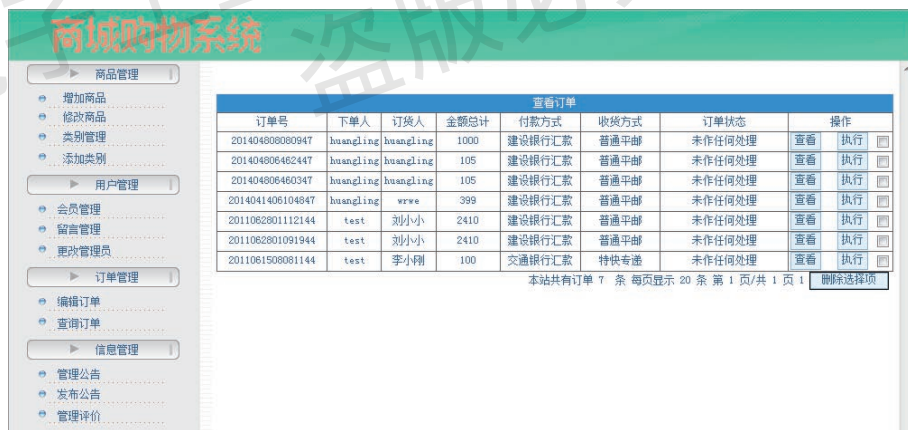 商城购物系统
商品管理
增加商品
修改商品
类别管理
添加类别
用户管理
会员管理
留言管理
更改管理员
订单管理
编辑订单
查询订单
信息管理
管理公告
发布公告
管理评价
查看订单
订单号 下单人 订货人 金额总计 付款方式 收货方式 订单状态 操作
201404808080947 huangling huangling 1000 建设银行汇款 普通平邮 未作任何处理 查看 执行
201404806462447 huangling huangling 105 建设银行汇款 普通平邮 未作任何处理 查看 执行
201404806460347 huangling huangling 105 建设银行汇款 普通平邮 未作任何处理 查看 执行
2014041406104847 huangling wrwe 399 建设银行汇款 普通平邮 未作任何处理 查看 执行
2011062801112144 test 刘小小 2410 建设银行汇款 普通平邮 未作任何处理 查看 执行
2011062801091944 test 刘小小 2410 建设银行汇款 普通平邮 未作任何处理 查看 执行
2011061508081144 test 李小刚 100 交通银行汇款 特快专递 未作任何处理 查看 执行
本站共有订单 7 条 每页显示 20 条 第 1 页/共 1 页 1 删除选择项